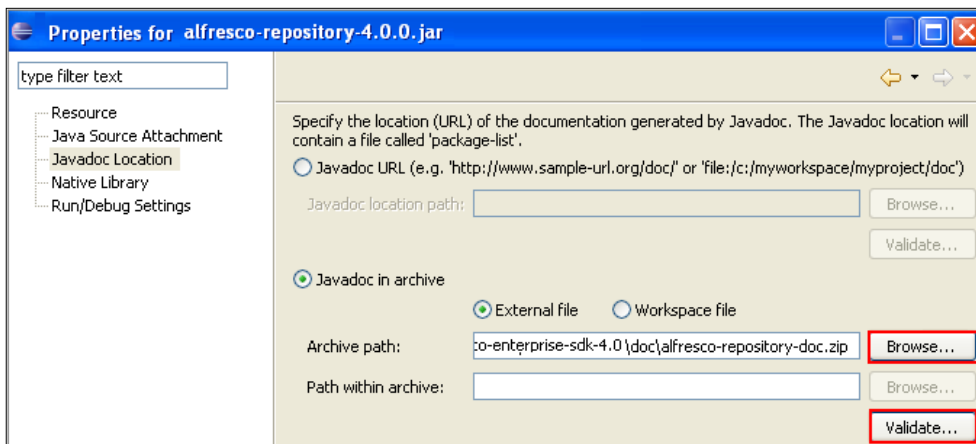 Properties for alfresco-repository-4.0.0.jar
type filter text
Resource
Java Source Attachment
Javadoc Location
Native Library
Run/Debug Settings
Specify the location (URL) of the documentation generated by Javadoc. The Javadoc location will
contain a file called 'package-list'.
Javadoc URL (e.g. 'http://www.sample-url.org/doc/' or 'file:/c:/myworkspace/myproject/doc')
Javadoc location path:
Browse...
Validate...
Javadoc in archive
External file Workspace file
Archive path: co-enterprise-sdk-4.0\doc\alfresco-repository-doc.zip Browse...
Path within archive: Browse...
Validate...